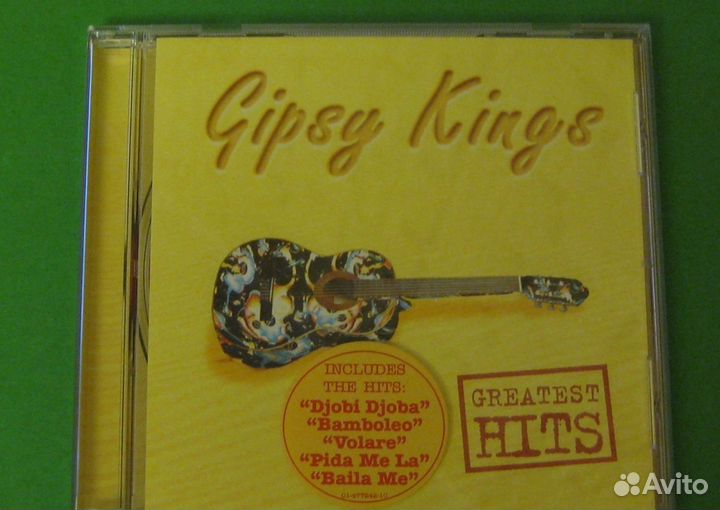 Gipsy Kings
INCLUDES
THE HITS:
“Djobi Djoba”
“Bamboleo”
“Volare”
“Pida Me La”
“Baila Me”
GREATEST
HITS
Avito